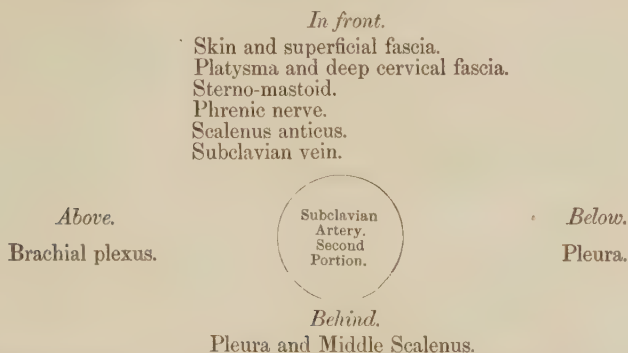 In front.
Skin and superficial fascia.
Platysma and deep cervical fascia.
Sterno-mastoid.
Phrenic nerve.
Scalenus anticus.
Subclavian vein.
Above.
Brachial plexus.
Subclavian
Artery.
Second
Portion.
Below.
Pleura.
Behind.
Pleura and Middle Scalenus.